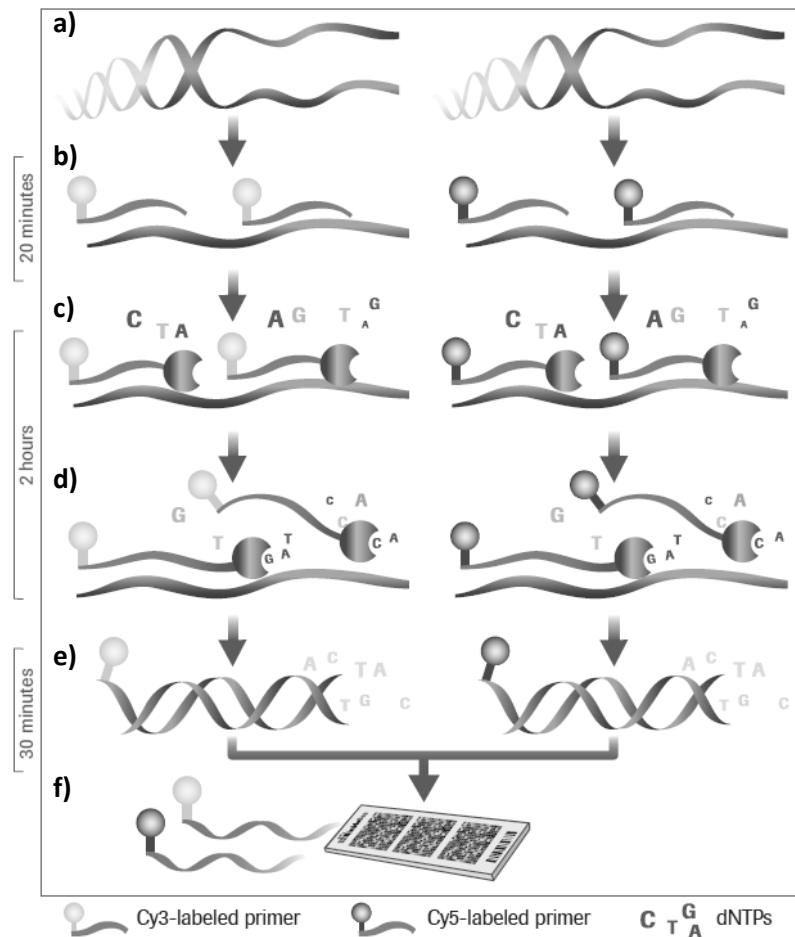 a)
b)
20 minutes
c)
C T A A G T A G
C T A A G T A G
2 hours
d)
G T G A T C A C C A
G T G A T C A C C A
e)
30 minutes
A C T A T G C
A C T A T G C
f)
Cy3-labeled primer
Cy5-labeled primer
C T G A dNTPs